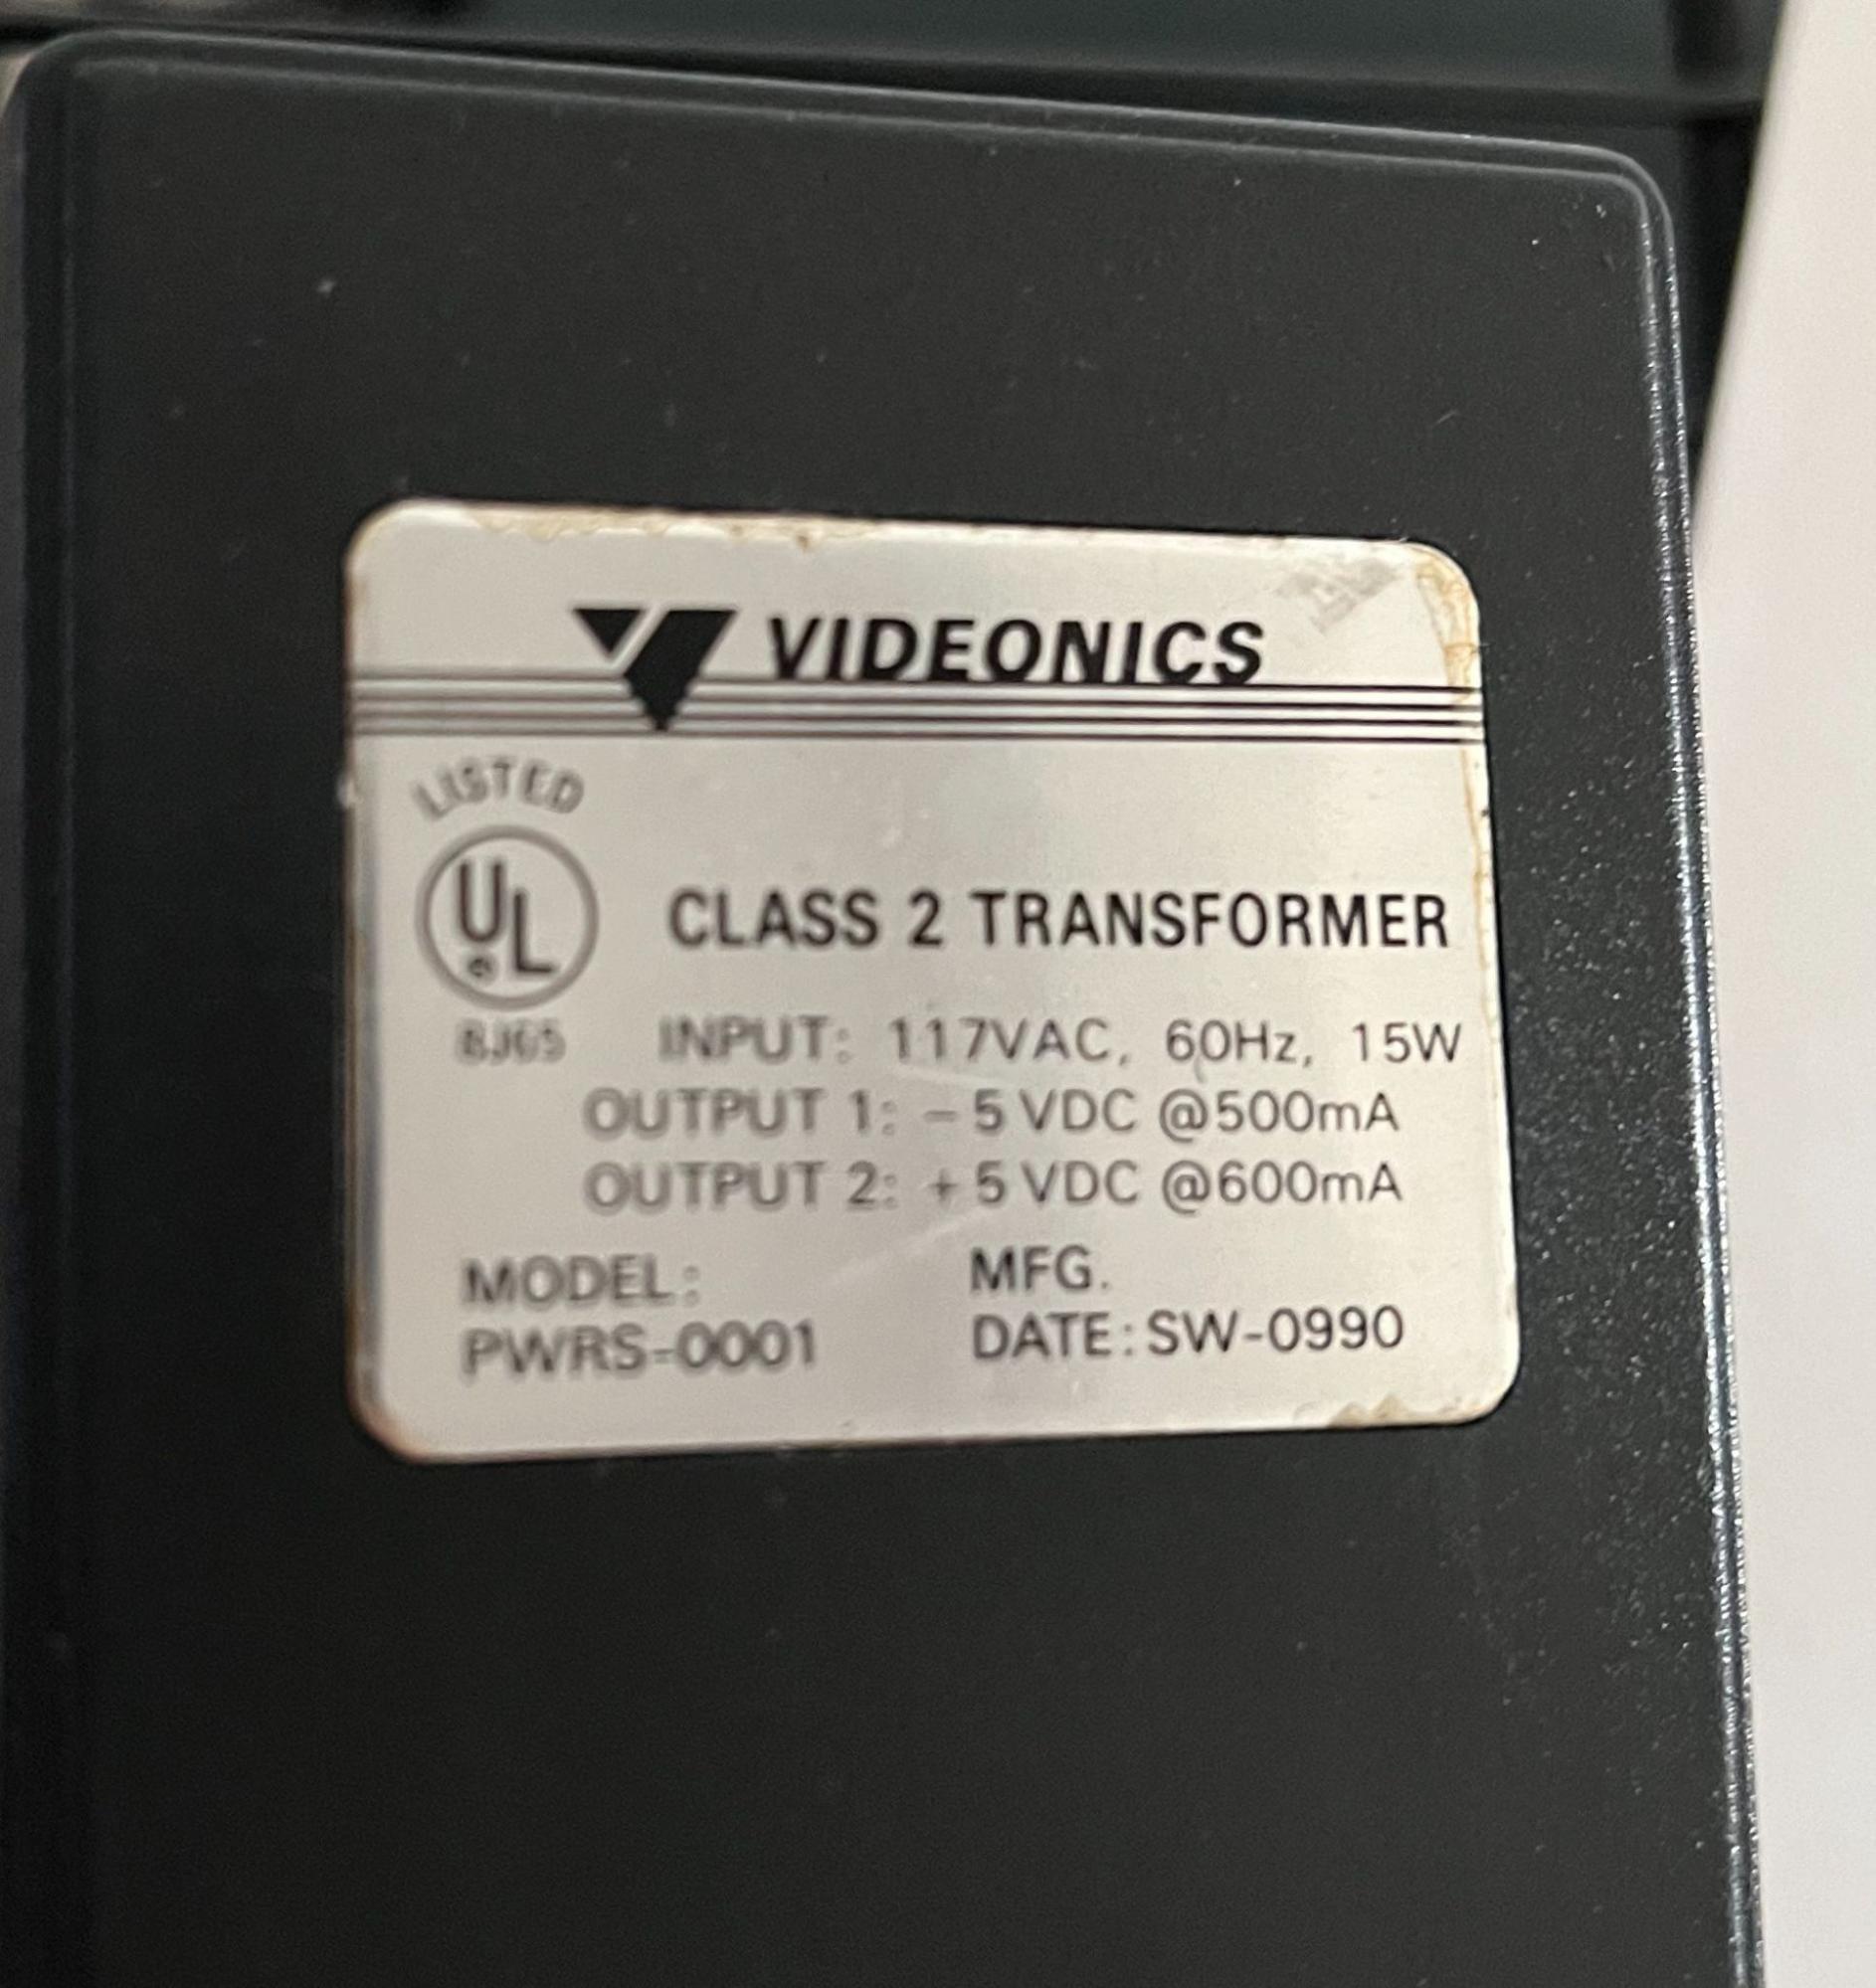 VIDEONICS
LISTED
UL
®
8J65
CLASS 2 TRANSFORMER
INPUT: 117VAC, 60Hz, 15W
OUTPUT 1: – 5 VDC @500mA
OUTPUT 2: + 5 VDC @600mA
MODEL:
PWRS-0001
MFG.
DATE: SW-0990